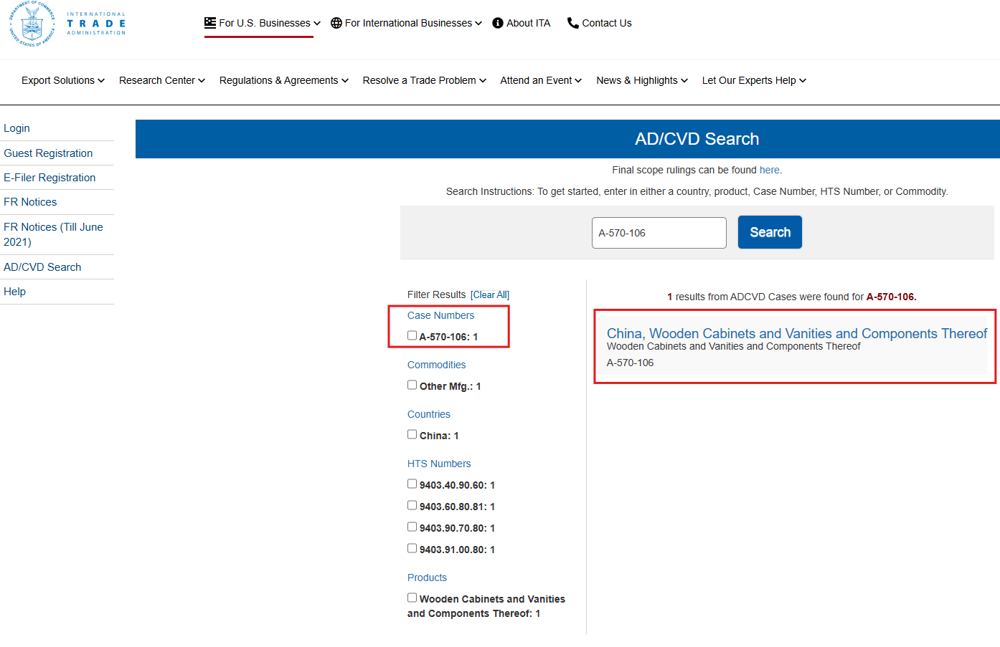 DEPARTMENT OF COMMERCE
UNITED STATES OF AMERICA
INTERNATIONAL
TRADE
ADMINISTRATION
For U.S. Businesses
For International Businesses
About ITA
Contact Us
Export Solutions
Research Center
Regulations & Agreements
Resolve a Trade Problem
Attend an Event
News & Highlights
Let Our Experts Help
Login
Guest Registration
E-Filer Registration
FR Notices
FR Notices (Till June
2021)
AD/CVD Search
Help
AD/CVD Search
Final scope rulings can be found here.
Search Instructions: To get started, enter in either a country, product, Case Number, HTS Number, or Commodity.
A-570-106
Search
Filter Results [Clear All]
Case Numbers
A-570-106: 1
Commodities
Other Mfg.: 1
Countries
China: 1
HTS Numbers
9403.40.90.60: 1
9403.60.80.81: 1
9403.90.70.80: 1
9403.91.00.80: 1
Products
Wooden Cabinets and Vanities
and Components Thereof: 1
1 results from ADCVD Cases were found for A-570-106.
China, Wooden Cabinets and Vanities and Components Thereof
Wooden Cabinets and Vanities and Components Thereof
A-570-106